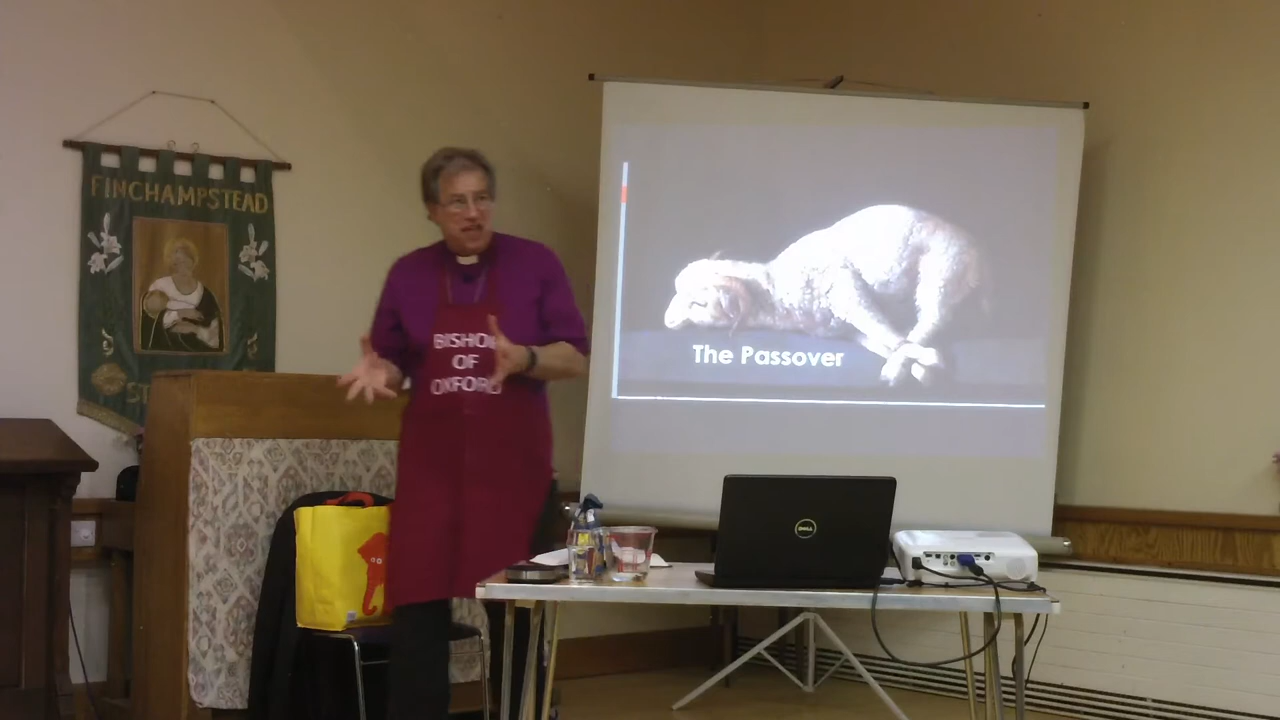 FINCHAMPSTEAD
BISHOP
OF
OXFORD
The Passover
DELL